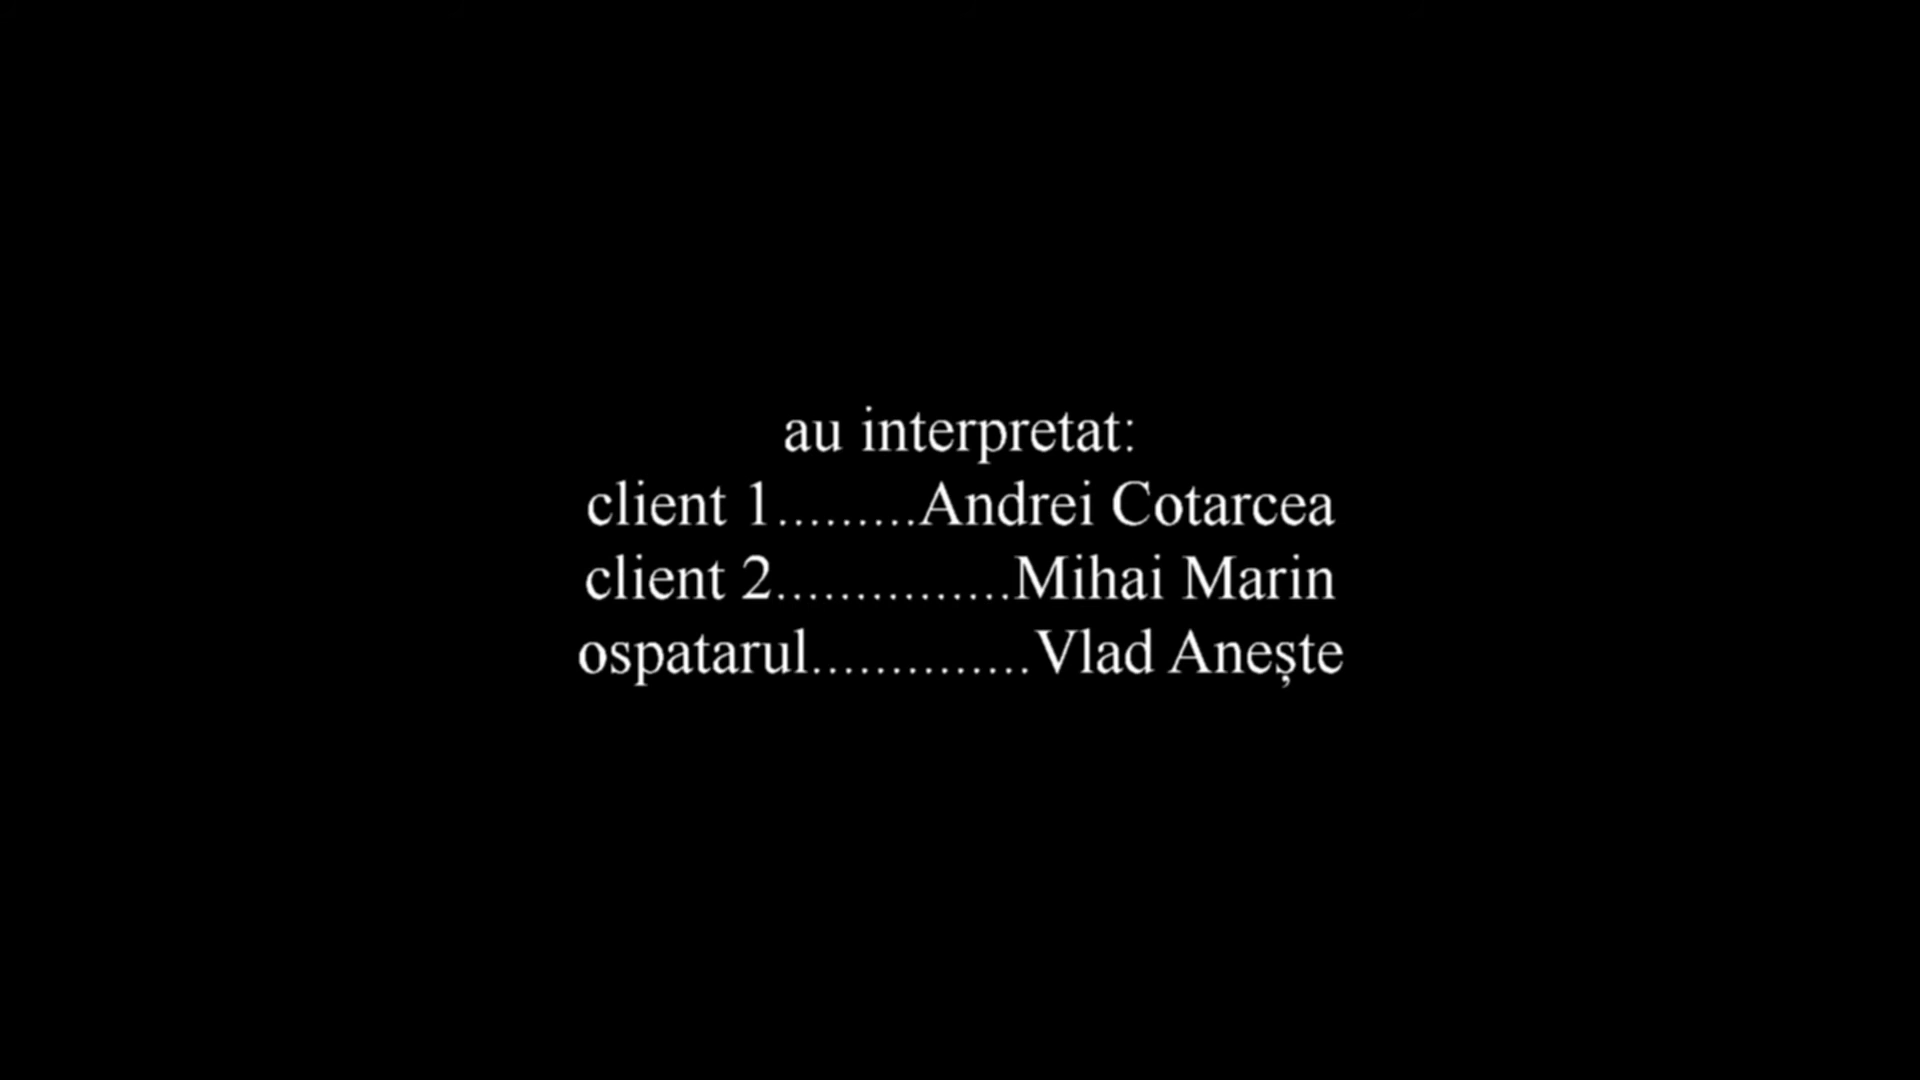 au interpretat:
client 1.........Andrei Cotarcea
client 2...............Mihai Marin
ospatarul..............Vlad Anește